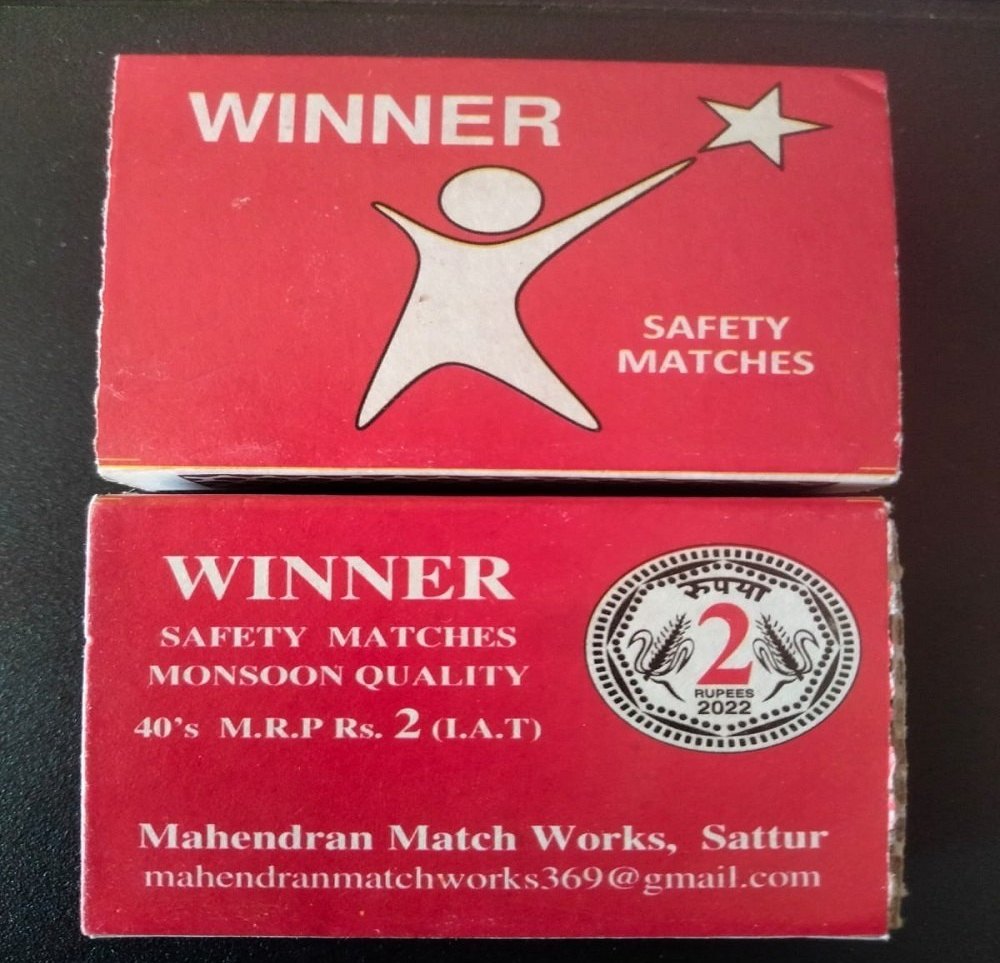 WINNER
SAFETY
MATCHES
WINNER
SAFETY MATCHES
MONSOON QUALITY
40's M.R.P Rs. 2 (I.A.T)
रुपया
2
RUPEES
2022
Mahendran Match Works, Sattur
mahendranmatchworks369@gmail.com